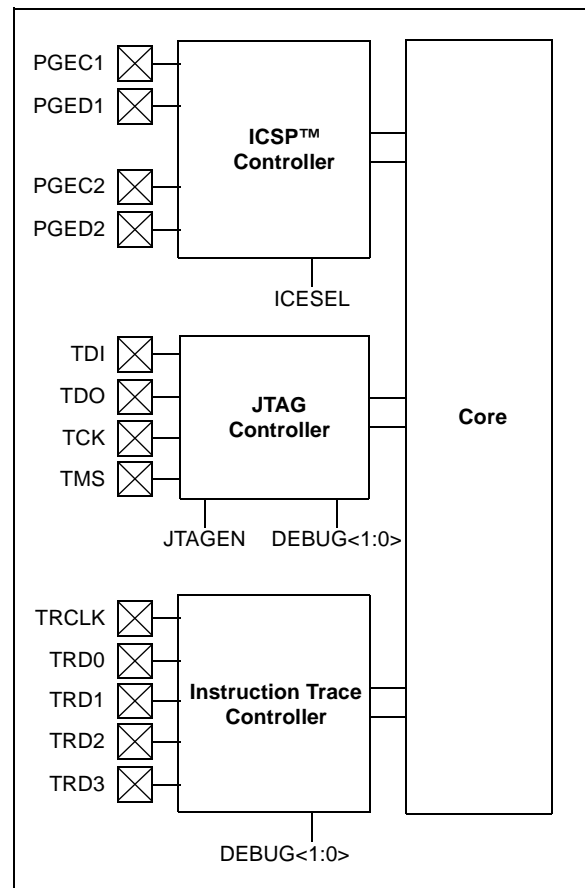 PGEC1
PGED1
ICSP™
Controller
PGEC2
PGED2
ICESEL
TDI
TDO
TCK
TMS
JTAG
Controller
Core
JTAGEN
DEBUG<1:0>
TRCLK
TRD0
TRD1
TRD2
TRD3
Instruction Trace
Controller
DEBUG<1:0>